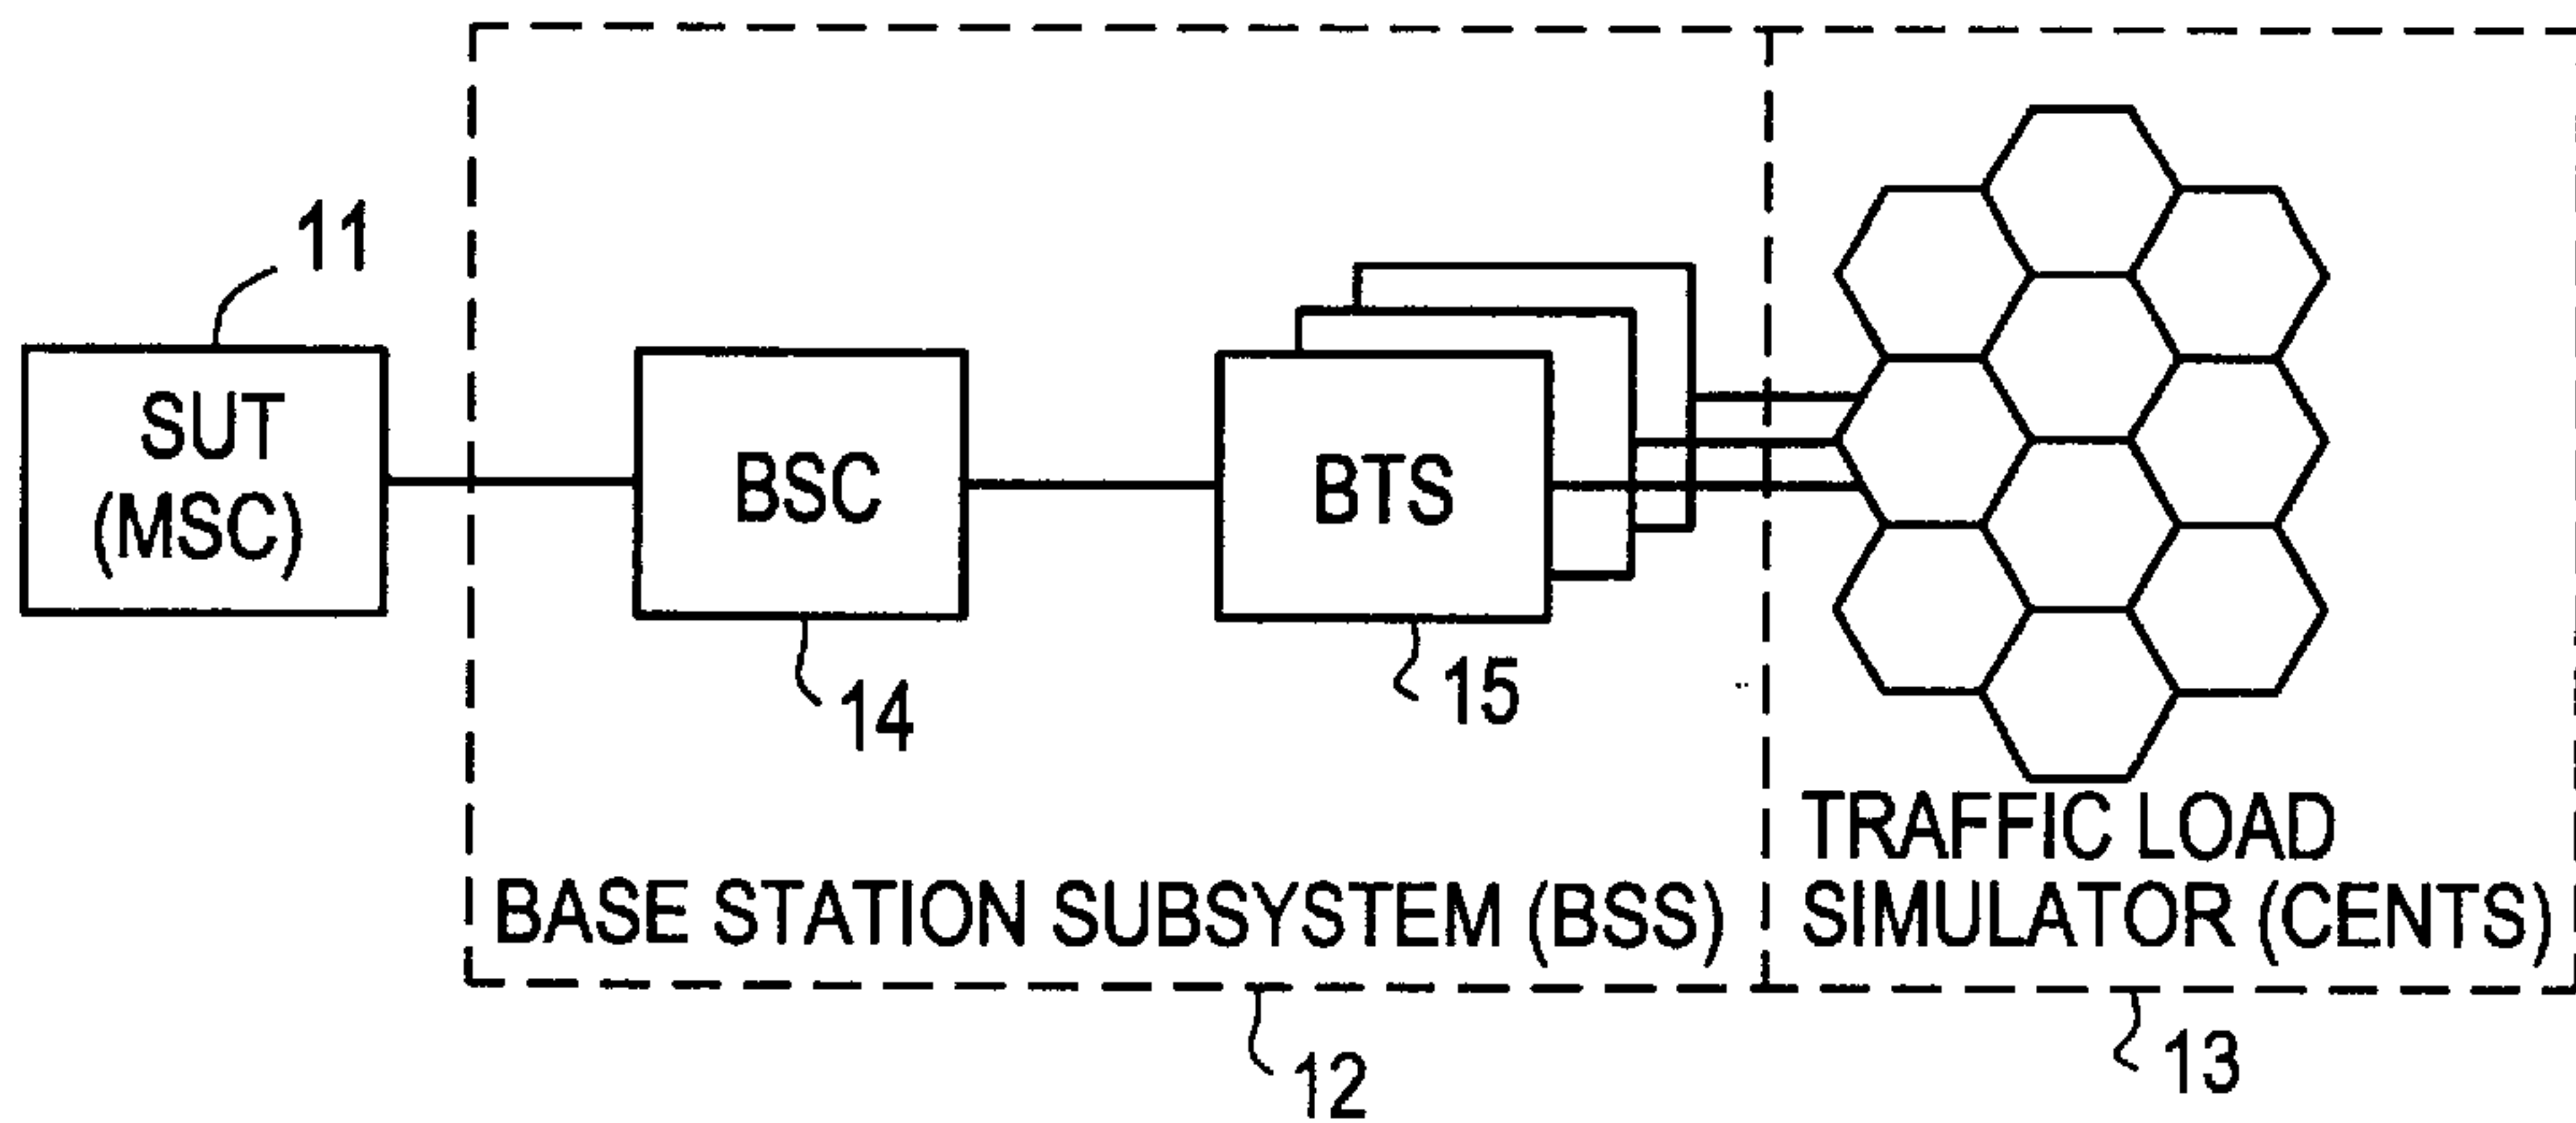 11
SUT
(MSC)
BSC
14
BTS
15
BASE STATION SUBSYSTEM (BSS)
12
TRAFFIC LOAD
SIMULATOR (CENTS)
13